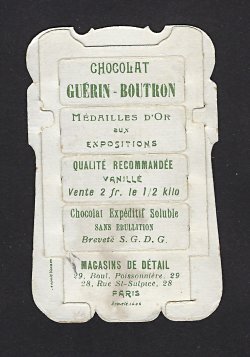 CHOCOLAT
GUÉRIN-BOUTRON
MÉDAILLES D'OR
aux
EXPOSITIONS
QUALITÉ RECOMMANDÉE
VANILLE
Vente 2 fr. le 1/2 kilo
Chocolat Expéditif Soluble
SANS ÉBULLITION
Breveté S.G.D.G.
MAGASINS DE DÉTAIL
29, Boul. Poissonnière, 29
28, Rue St-Sulpice, 28
PARIS